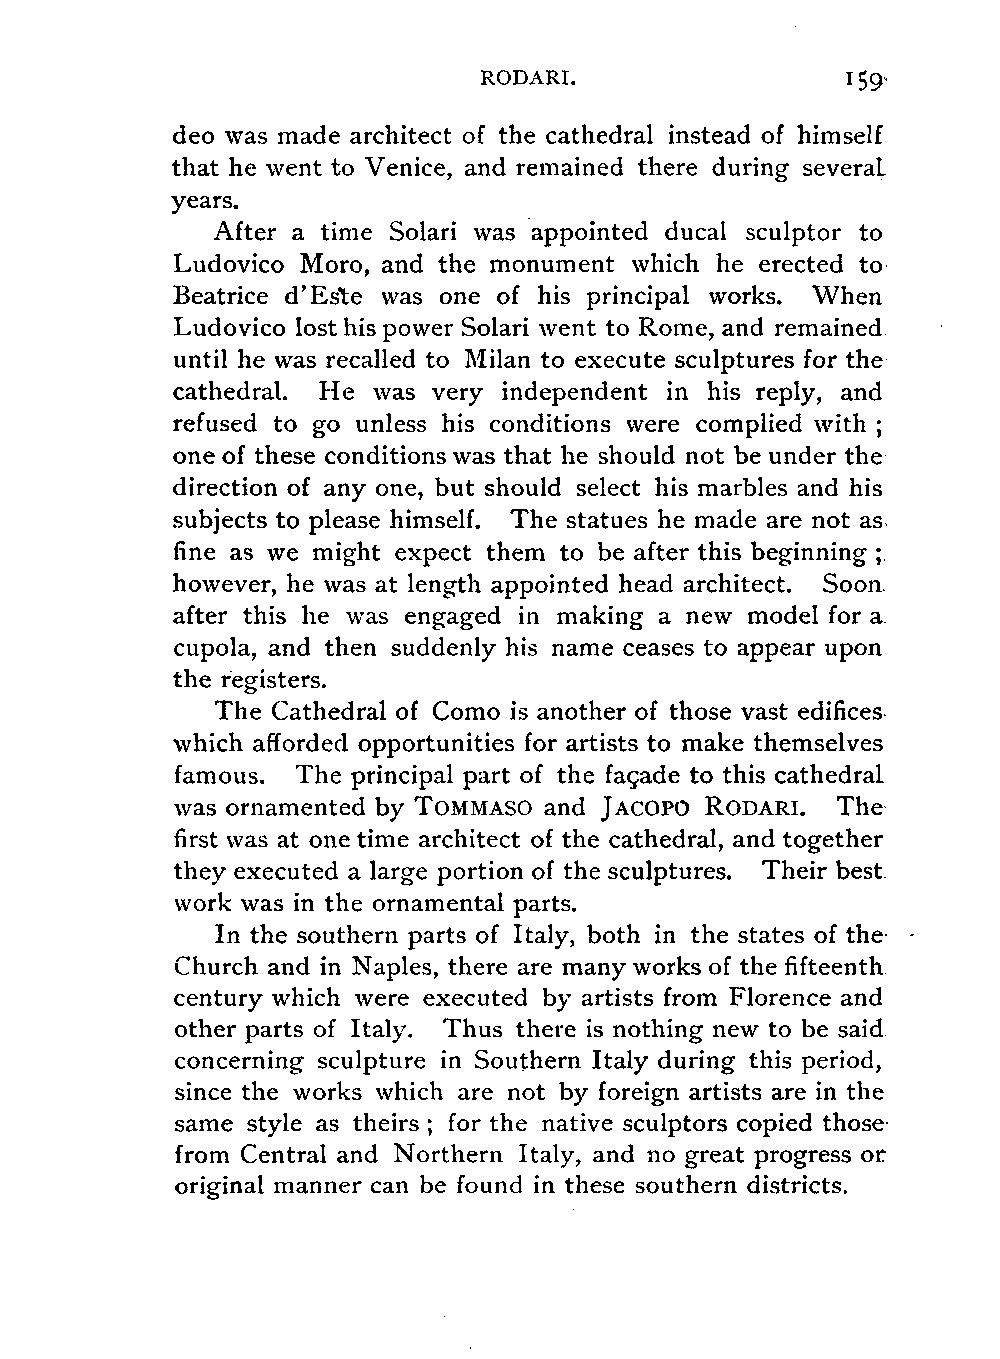 RODARI. 159
deo was made architect of the cathedral instead of himself
that he went to Venice, and remained there during several
years.
After a time Solari was appointed ducal sculptor to
Ludovico Moro, and the monument which he erected to
Beatrice d'Este was one of his principal works. When
Ludovico lost his power Solari went to Rome, and remained
until he was recalled to Milan to execute sculptures for the
cathedral. He was very independent in his reply, and
refused to go unless his conditions were complied with ;
one of these conditions was that he should not be under the
direction of any one, but should select his marbles and his
subjects to please himself. The statues he made are not as
fine as we might expect them to be after this beginning ;
however, he was at length appointed head architect. Soon
after this he was engaged in making a new model for a
cupola, and then suddenly his name ceases to appear upon
the registers.
The Cathedral of Como is another of those vast edifices
which afforded opportunities for artists to make themselves
famous. The principal part of the façade to this cathedral
was ornamented by TOMMASO and JACOPO RODARI. The
first was at one time architect of the cathedral, and together
they executed a large portion of the sculptures. Their best
work was in the ornamental parts.
In the southern parts of Italy, both in the states of the
Church and in Naples, there are many works of the fifteenth
century which were executed by artists from Florence and
other parts of Italy. Thus there is nothing new to be said
concerning sculpture in Southern Italy during this period,
since the works which are not by foreign artists are in the
same style as theirs ; for the native sculptors copied those
from Central and Northern Italy, and no great progress or
original manner can be found in these southern districts.